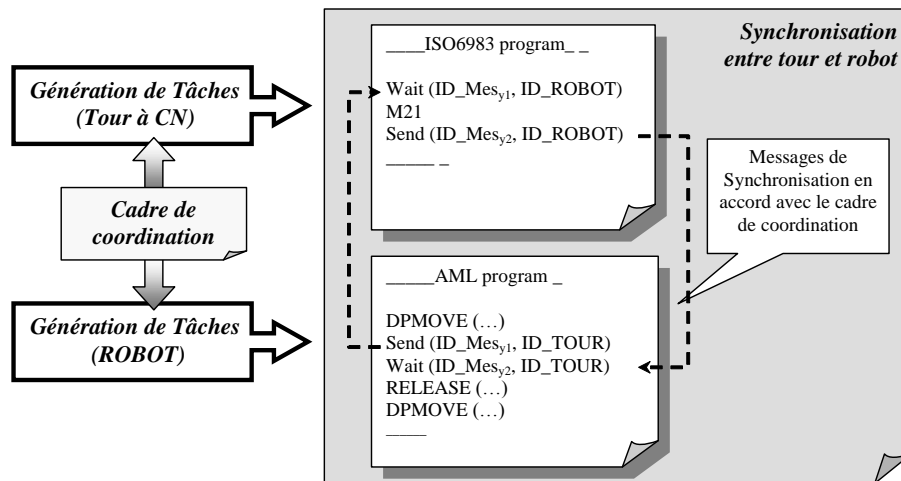 Synchronisation
entre tour et robot
Génération de Tâches
(Tour à CN)
Cadre de
coordination
Génération de Tâches
(ROBOT)
____ISO6983 program_ _
Wait (ID_Mesy1, ID_ROBOT)
M21
Send (ID_Mesy2, ID_ROBOT)
_____ _
Messages de
Synchronisation en
accord avec le cadre
de coordination
_____AML program _
DPMOVE (…)
Send (ID_Mesy1, ID_TOUR)
Wait (ID_Mesy2, ID_TOUR)
RELEASE (…)
DPMOVE (…)
_____